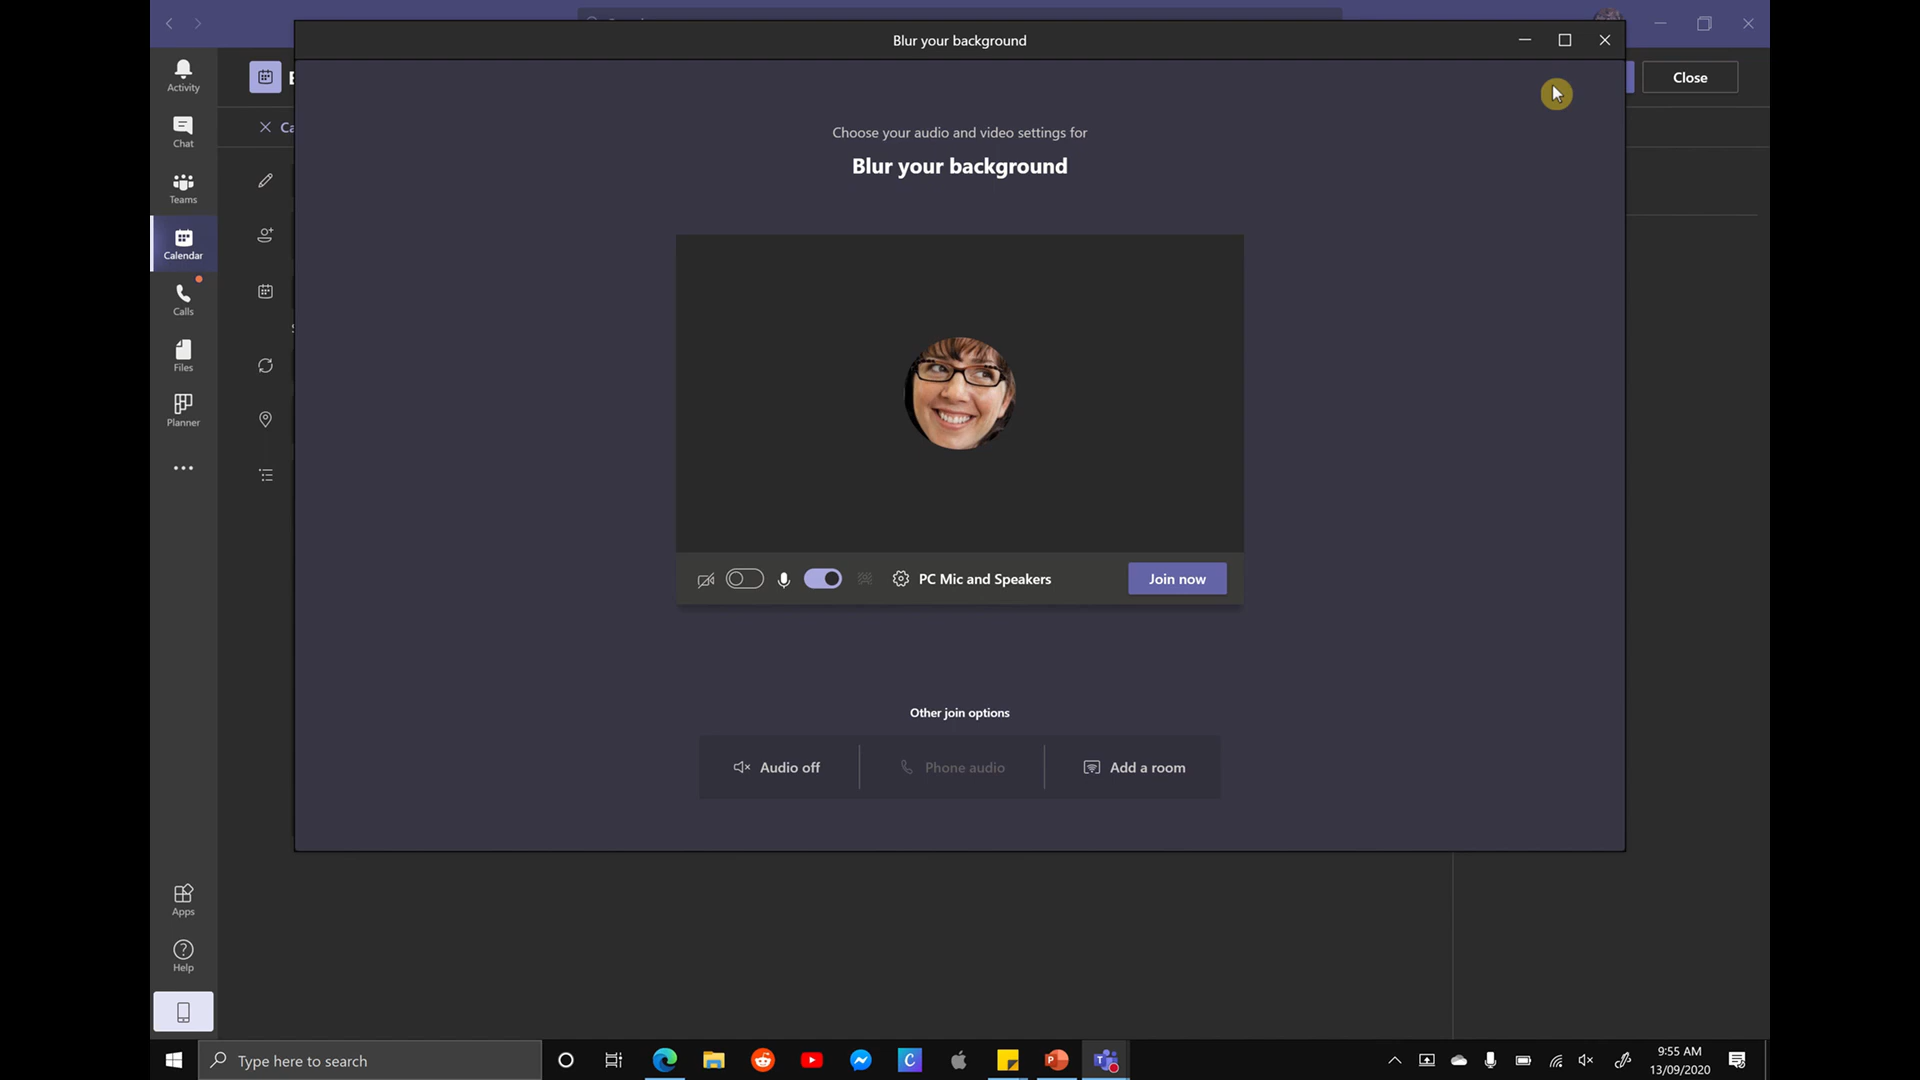 Blur your background
Close
Activity
Ca
Chat
Choose your audio and video settings for
Blur your background
Teams
Calendar
Calls
Files
Planner
PC Mic and Speakers
Join now
Other join options
Audio off
Phone audio
Add a room
Apps
Help
Type here to search
9:55 AM
13/09/2020